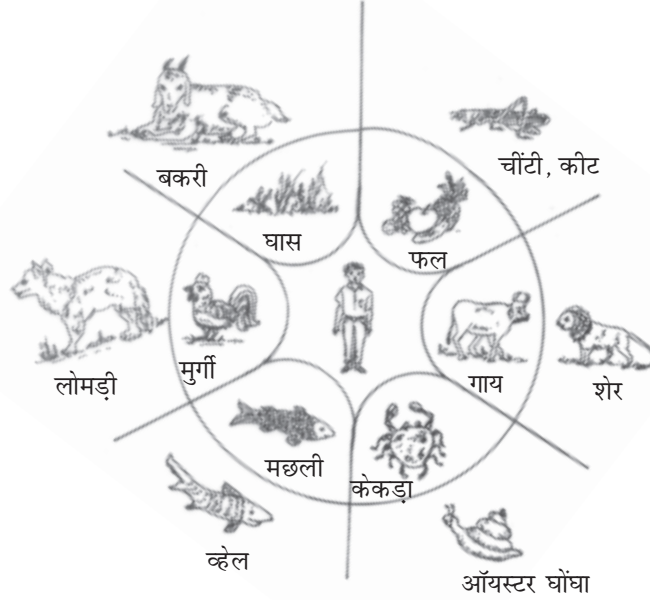 बकरी
चींटी, कीट
घास
फल
लोमड़ी
मुर्गी
गाय
शेर
मछली
केकड़ा
व्हेल
ऑयस्टर घोंघा